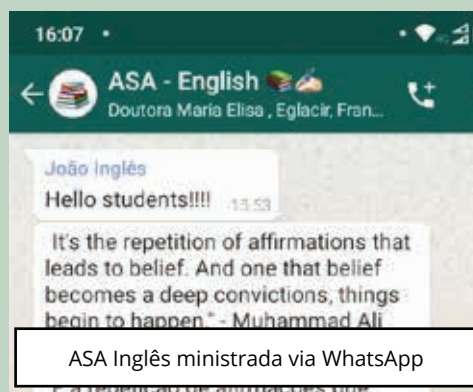 16:07
ASA - English
Doutora Maria Elisa , Eglacir, Fran...
João Inglês
Hello students!!!!
13:53
It's the repetition of affirmations that
leads to belief. And one that belief
becomes a deep convictions, things
begin to happen." - Muhammad Ali
ASA Inglês ministrada via WhatsApp